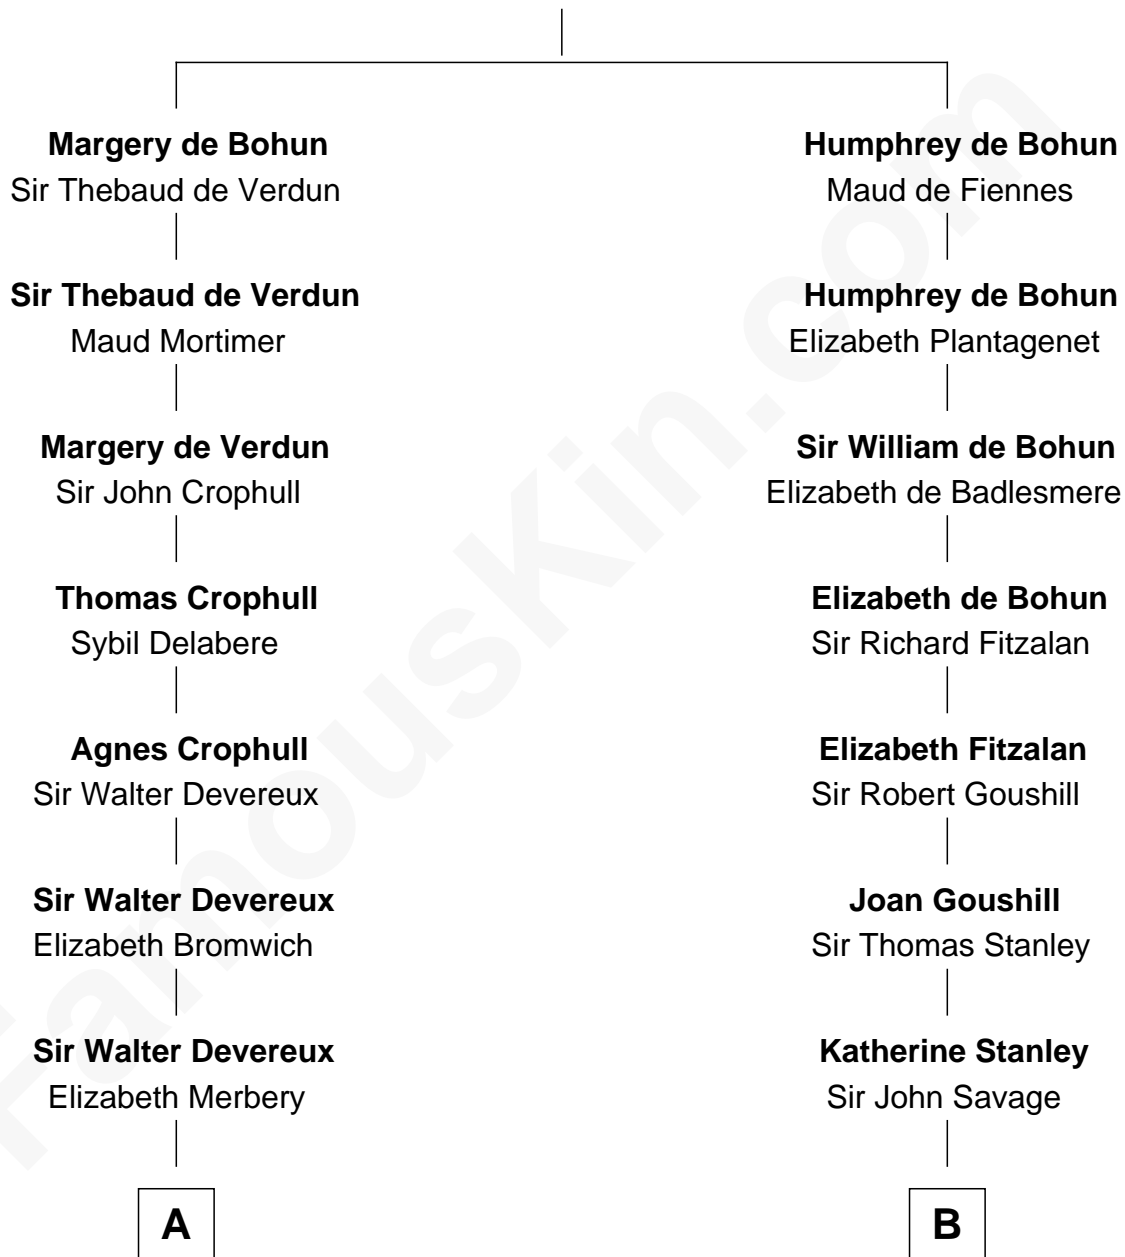 Margery de Bohun
Sir Thebaud de Verdun
Humphrey de Bohun
Maud de Fiennes
Sir Thebaud de Verdun
Maud Mortimer
Humphrey de Bohun
Elizabeth Plantagenet
Margery de Verdun
Sir John Crophull
Sir William de Bohun
Elizabeth de Badlesmere
Thomas Crophull
Sybil Delabere
Elizabeth de Bohun
Sir Richard Fitzalan
Agnes Crophull
Sir Walter Devereux
Elizabeth Fitzalan
Sir Robert Goushill
Sir Walter Devereux
Elizabeth Bromwich
Joan Goushill
Sir Thomas Stanley
Sir Walter Devereux
Elizabeth Merbery
Katherine Stanley
Sir John Savage
A
B
FamousKin.com